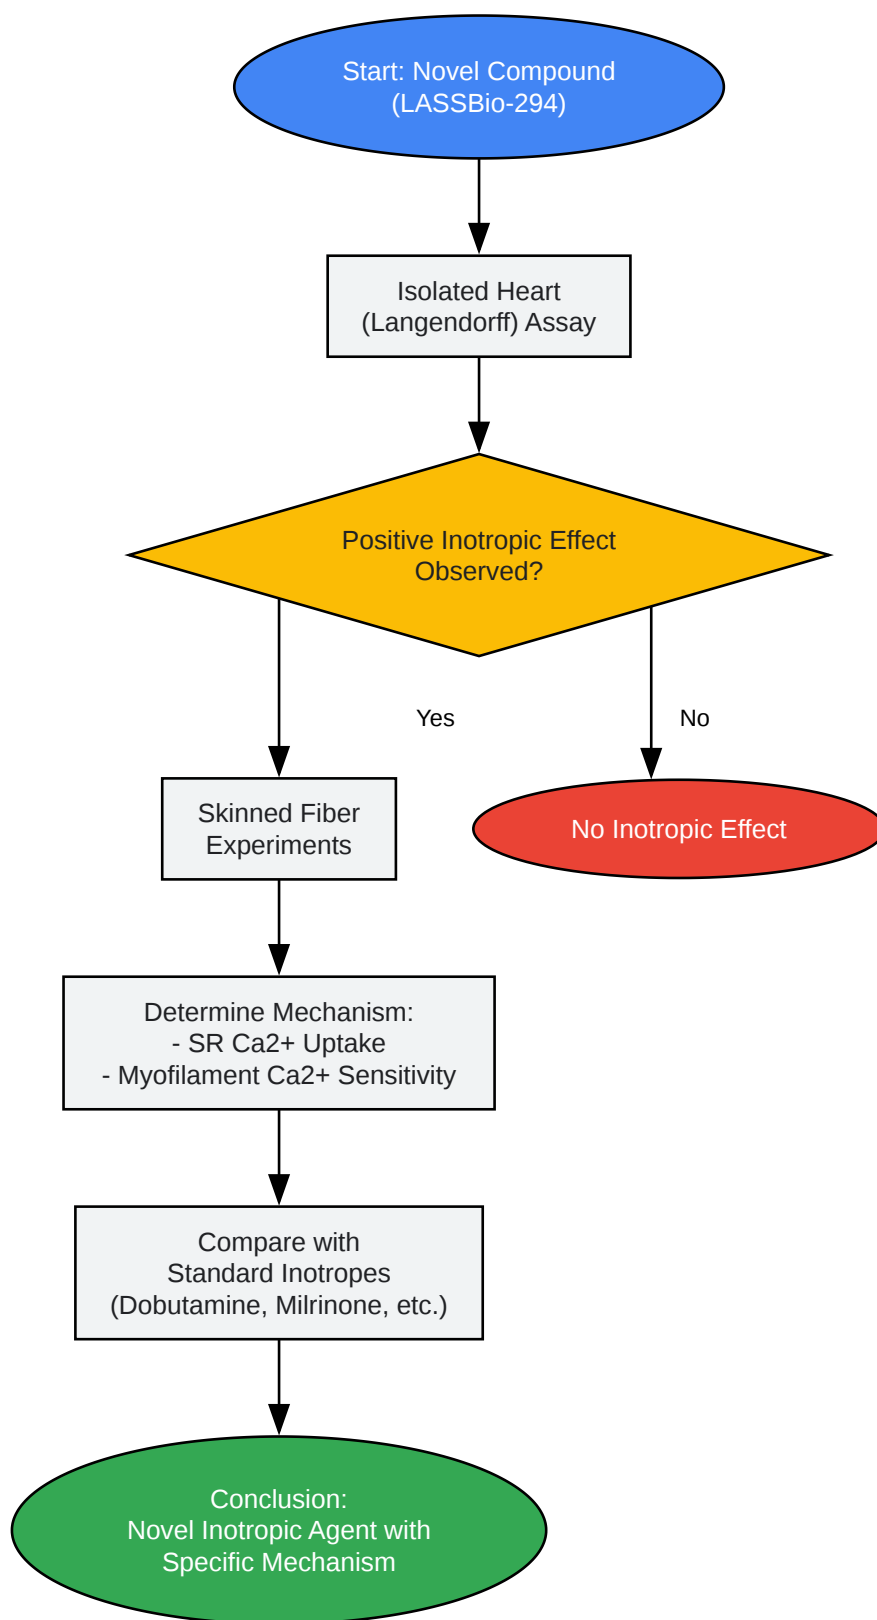 Start: Novel Compound
(LASSBio-294)
Isolated Heart
(Langendorff) Assay
Positive Inotropic Effect
Observed?
Yes
No
Skinned Fiber
Experiments
No Inotropic Effect
Determine Mechanism:
- SR Ca2+ Uptake
- Myofilament Ca2+ Sensitivity
Compare with
Standard Inotropes
(Dobutamine, Milrinone, etc.)
Conclusion:
Novel Inotropic Agent with
Specific Mechanism